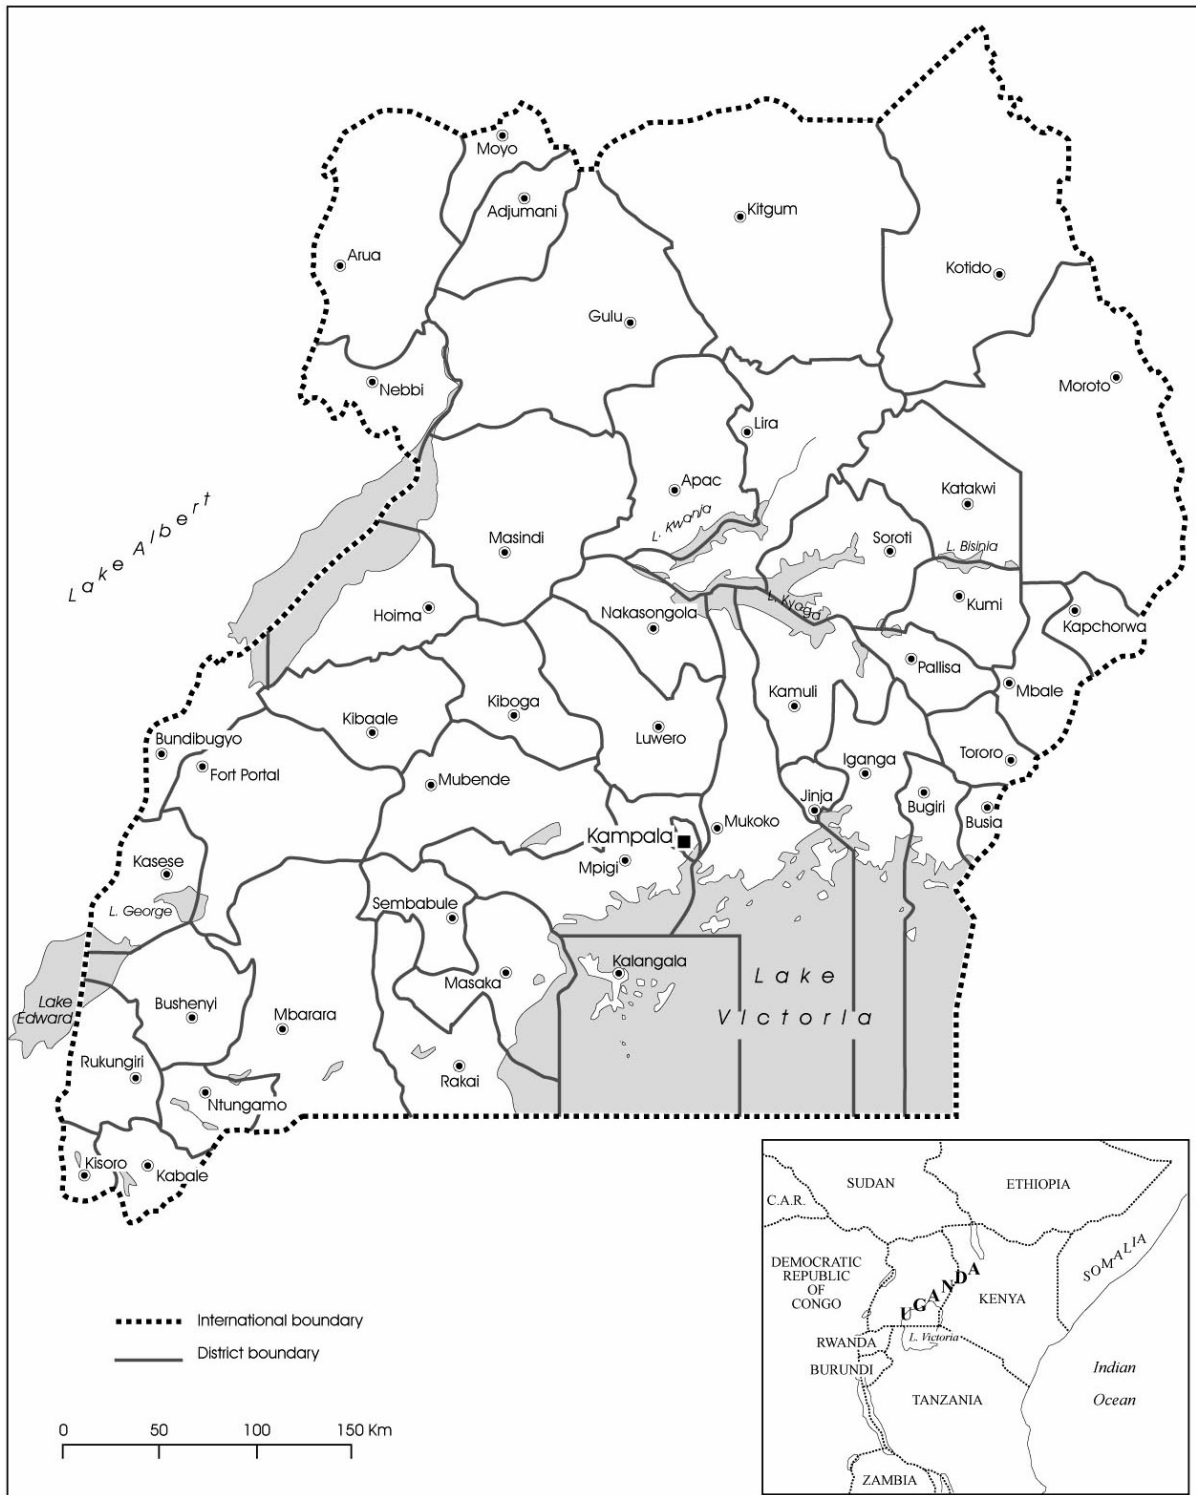 Moyo
Adjumani
Kitgum
Arua
Kotido
Gulu
Nebbi
Moroto
Lira
Apac
Katakwi
Lake Albert
L. Kwanja
Masindi
Soroti
L. Bisinia
Hoima
Nakasongola
L. Kyoga
Kumi
Kapchorwa
Pallisa
Mbale
Kamuli
Kiboga
Kibaale
Luwero
Bundibugyo
Fort Portal
Mubende
Iganga
Tororo
Jinja
Bugiri
Busia
Kampala
Mukoko
Mpigi
Kasese
L. George
Sembabule
Kalangala
Masaka
Lake
Victoria
Lake
Edward
Bushenyi
Mbarara
Rukungiri
Rakai
Ntungamo
Kisoro
Kabale
International boundary
District boundary
0 50 100 150 Km
SUDAN
ETHIOPIA
C.A.R.
SOMALIA
DEMOCRATIC
REPUBLIC
OF
CONGO
UGANDA
KENYA
RWANDA
L. Victoria
BURUNDI
Indian
Ocean
TANZANIA
ZAMBIA